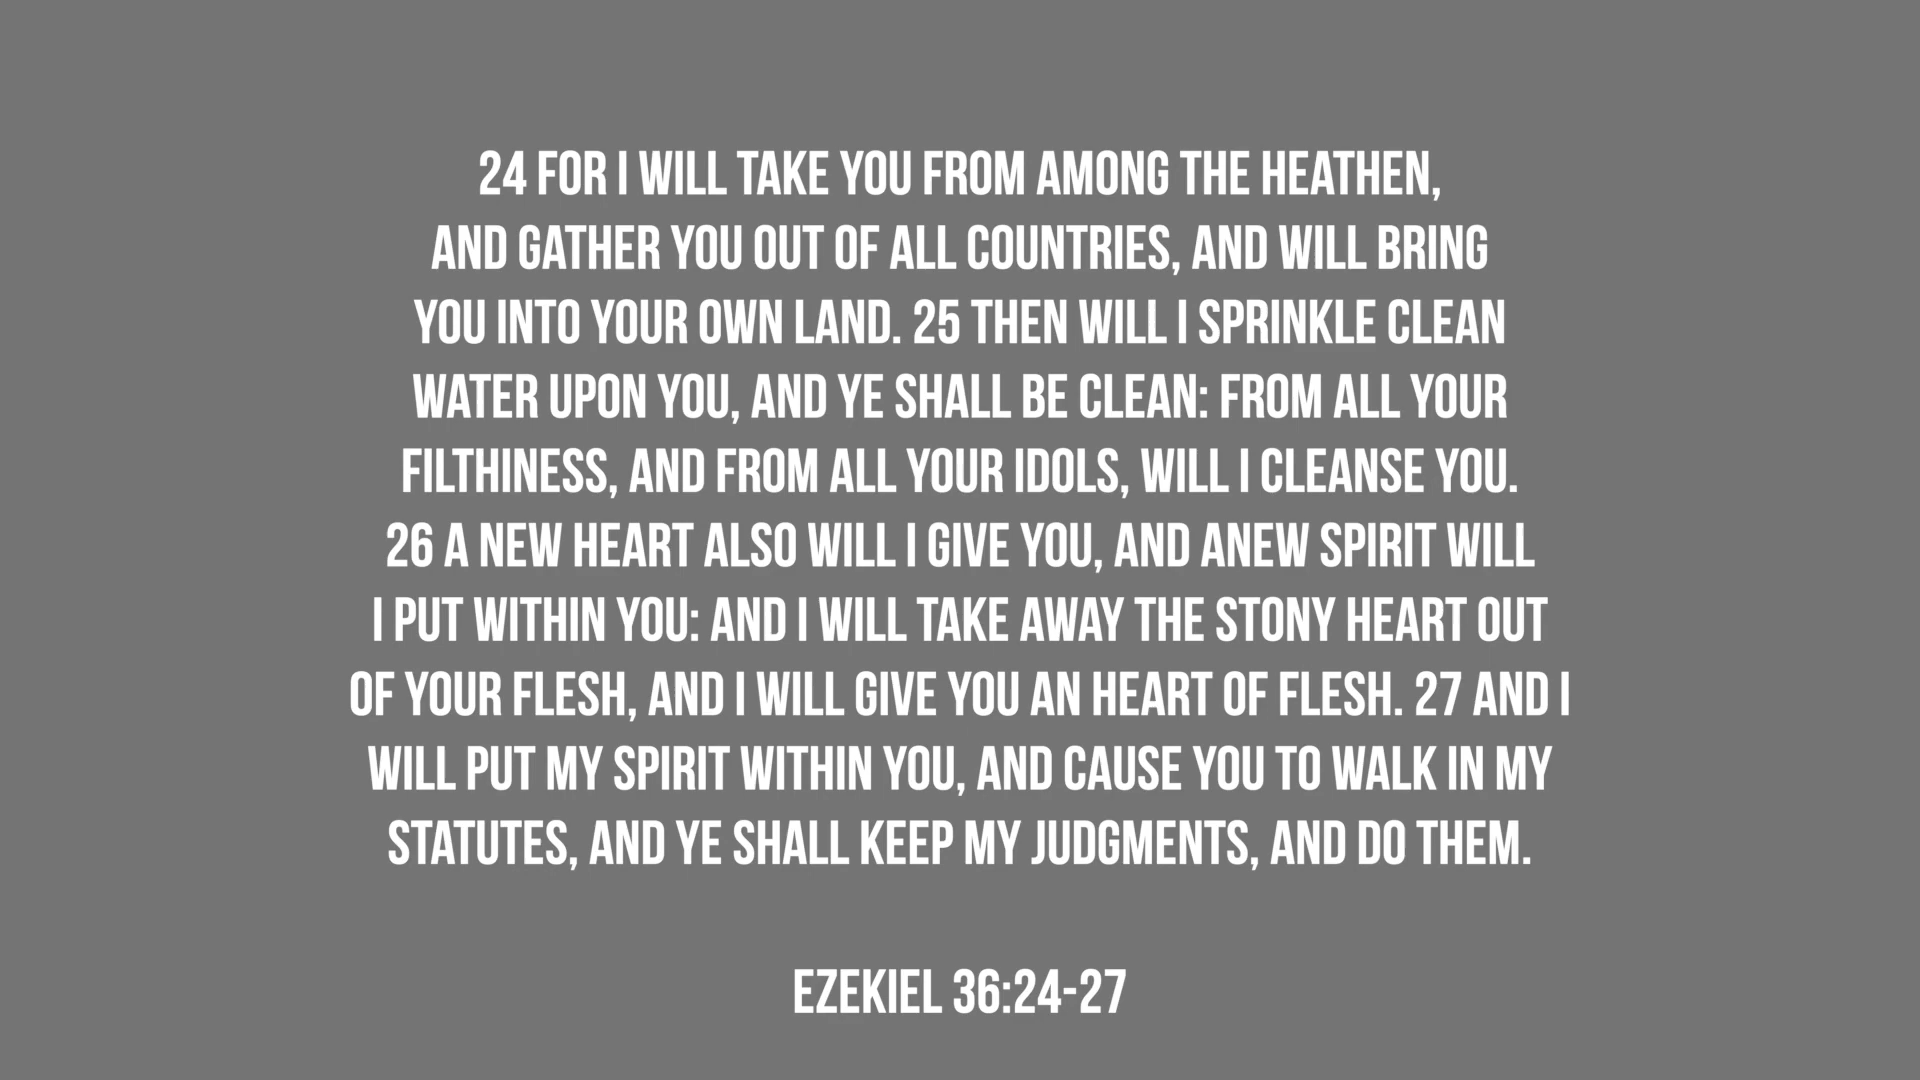 24 FOR I WILL TAKE YOU FROM AMONG THE HEATHEN,
AND GATHER YOU OUT OF ALL COUNTRIES, AND WILL BRING
YOU INTO YOUR OWN LAND. 25 THEN WILL I SPRINKLE CLEAN
WATER UPON YOU, AND YE SHALL BE CLEAN: FROM ALL YOUR
FILTHINESS, AND FROM ALL YOUR IDOLS, WILL I CLEANSE YOU.
26 A NEW HEART ALSO WILL I GIVE YOU, AND ANEW SPIRIT WILL
I PUT WITHIN YOU: AND I WILL TAKE AWAY THE STONY HEART OUT
OF YOUR FLESH, AND I WILL GIVE YOU AN HEART OF FLESH. 27 AND I
WILL PUT MY SPIRIT WITHIN YOU, AND CAUSE YOU TO WALK IN MY
STATUTES, AND YE SHALL KEEP MY JUDGMENTS, AND DO THEM.
EZEKIEL 36:24-27